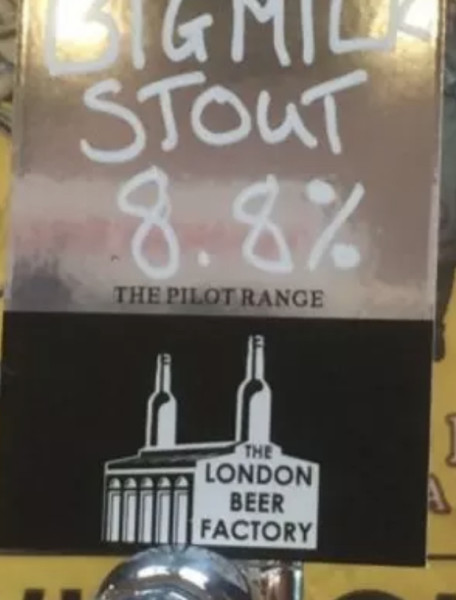 BIG MILK
STOUT
8.8%
THE PILOT RANGE
THE
LONDON
BEER
FACTORY